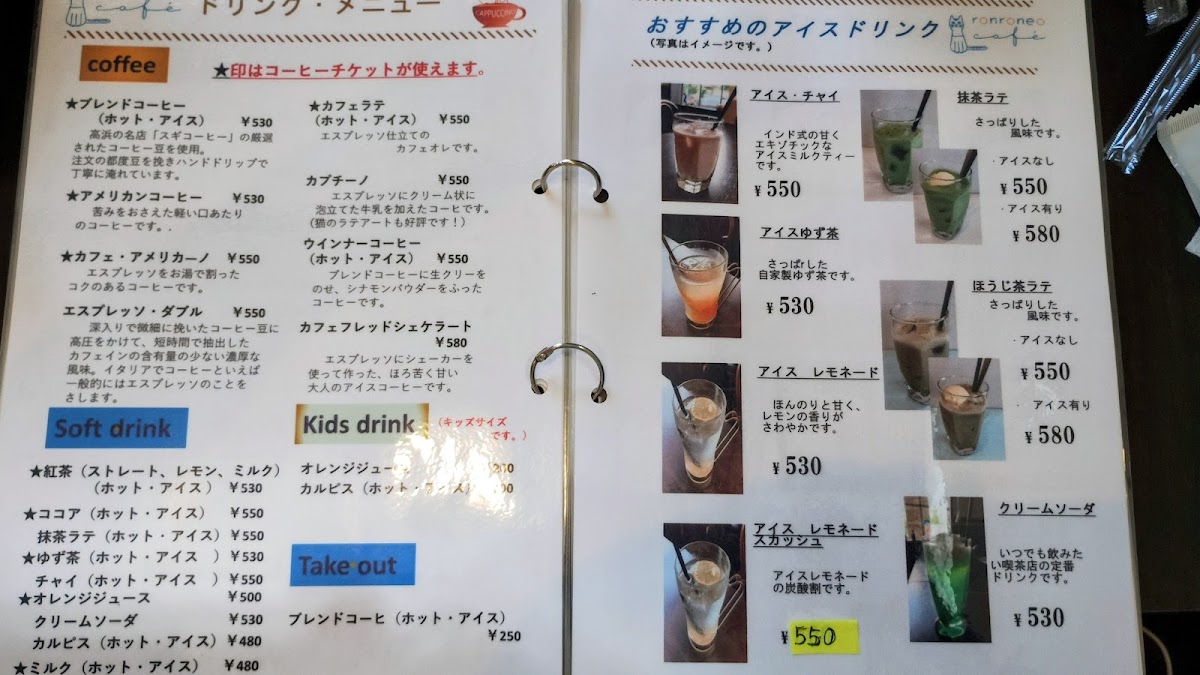 café
ドリンク・メニュー
CAPPUCCINO
coffee
★印はコーヒーチケットが使えます。
★ブレンドコーヒー
（ホット・アイス） ￥530
高浜の名店「スギコーヒー」の厳選
されたコーヒー豆を使用。
注文の都度豆を挽きハンドドリップで
丁寧に淹れています。
★アメリカンコーヒー ￥530
苦みをおさえた軽い口あたり
のコーヒーです。.
★カフェ・アメリカーノ ￥550
エスプレッソをお湯で割った
コクのあるコーヒーです。
エスプレッソ・ダブル ￥550
深入りで微細に挽いたコーヒー豆に
高圧をかけて、短時間で抽出した
カフェインの含有量の少ない濃厚な
風味。イタリアでコーヒーといえば
一般的にはエスプレッソのことを
さします。
★カフェラテ
（ホット・アイス） ￥550
エスプレッソ仕立ての
カフェオレです。
カプチーノ ￥550
エスプレッソにクリーム状に
泡立てた牛乳を加えたコーヒです。
（猫のラテアートも好評です！）
ウインナーコーヒー
（ホット・アイス） ￥550
ブレンドコーヒーに生クリーを
のせ、シナモンパウダーをふった
コーヒーです。
カフェフレッドシェケラート
￥580
エスプレッソにシェーカーを
使って作った、ほろ苦く甘い
大人のアイスコーヒーです。
Soft drink
★紅茶（ストレート、レモン、ミルク）
（ホット・アイス） ￥530
★ココア（ホット・アイス） ￥550
抹茶ラテ（ホット・アイス） ￥550
★ゆず茶（ホット・アイス ） ￥530
チャイ（ホット・アイス ） ￥550
★オレンジジュース ￥500
クリームソーダ ￥530
カルピス（ホット・アイス） ￥480
★ミルク（ホット・アイス） ￥480
Kids drink
（キッズサイズ
です。）
オレンジジュース
カルピス（ホット・アイス）
Take out
ブレンドコーヒ（ホット・アイス）
￥250
おすすめのアイスドリンク
（写真はイメージです。）
ronroneo
café
アイス・チャイ
インド式の甘く
エキゾチックな
アイスミルクティー
です。
￥550
アイスゆず茶
さっぱrした
自家製ゆず茶です。
￥530
アイス レモネード
ほんのりと甘く、
レモンの香りが
さわやかです。
￥530
アイス レモネード
スカッシュ
アイスレモネード
の炭酸割です。
￥550
抹茶ラテ
さっぱりした
風味です。
・アイスなし
￥550
・アイス有り
￥580
ほうじ茶ラテ
さっぱりした
風味です。
・アイスなし
￥550
・ アイス有り
￥580
クリームソーダ
いつでも飲みた
い喫茶店の定番
ドリンクです。
￥530